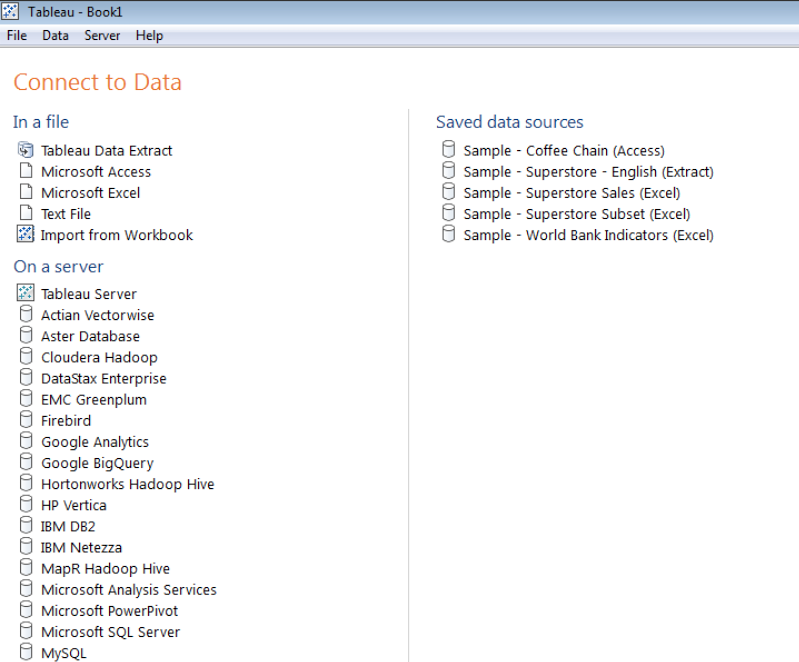 Tableau - Book1
File Data Server Help
Connect to Data
In a file
Tableau Data Extract
Microsoft Access
Microsoft Excel
Text File
Import from Workbook
On a server
Tableau Server
Actian Vectorwise
Aster Database
Cloudera Hadoop
DataStax Enterprise
EMC Greenplum
Firebird
Google Analytics
Google BigQuery
Hortonworks Hadoop Hive
HP Vertica
IBM DB2
IBM Netezza
MapR Hadoop Hive
Microsoft Analysis Services
Microsoft PowerPivot
Microsoft SQL Server
MySQL
Saved data sources
Sample - Coffee Chain (Access)
Sample - Superstore - English (Extract)
Sample - Superstore Sales (Excel)
Sample - Superstore Subset (Excel)
Sample - World Bank Indicators (Excel)